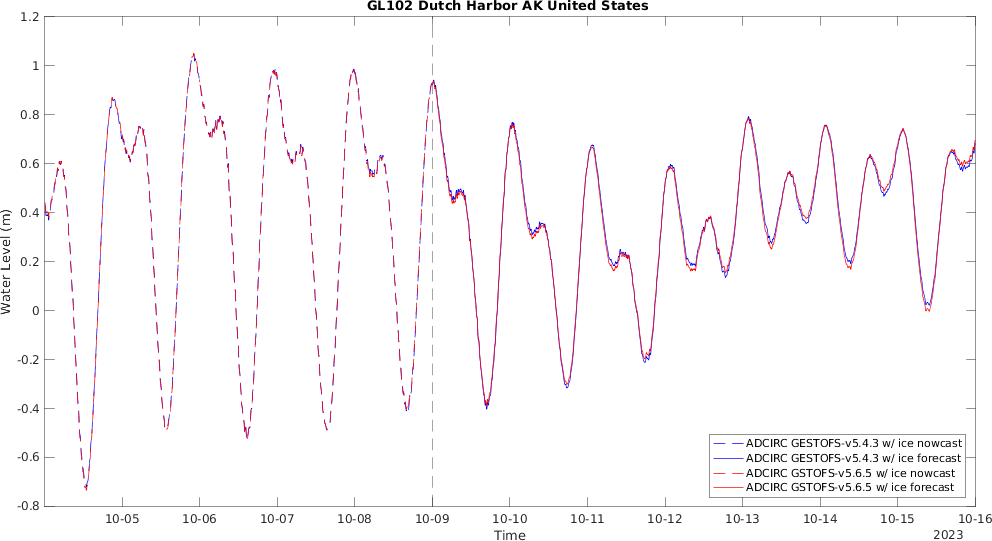 GL102 Dutch Harbor AK United States
1.2
1
0.8
0.6
0.4
0.2
0
-0.2
-0.4
-0.6
-0.8
Water Level (m)
ADCIRC GESTOFS-v5.4.3 w/ ice nowcast
ADCIRC GESTOFS-v5.4.3 w/ ice forecast
ADCIRC GSTOFS-v5.6.5 w/ ice nowcast
ADCIRC GSTOFS-v5.6.5 w/ ice forecast
10-05 10-06 10-07 10-08 10-09 10-10 10-11 10-12 10-13 10-14 10-15 10-16
Time
2023